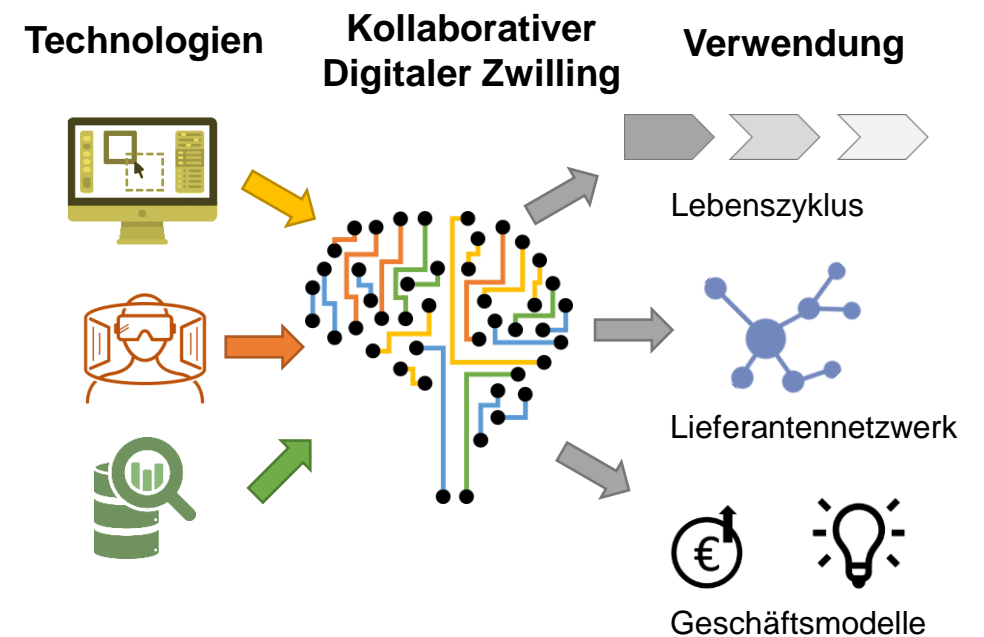 Technologien
Kollaborativer
Digitaler Zwilling
Verwendung
Lebenszyklus
Lieferantennetzwerk
€
Geschäftsmodelle